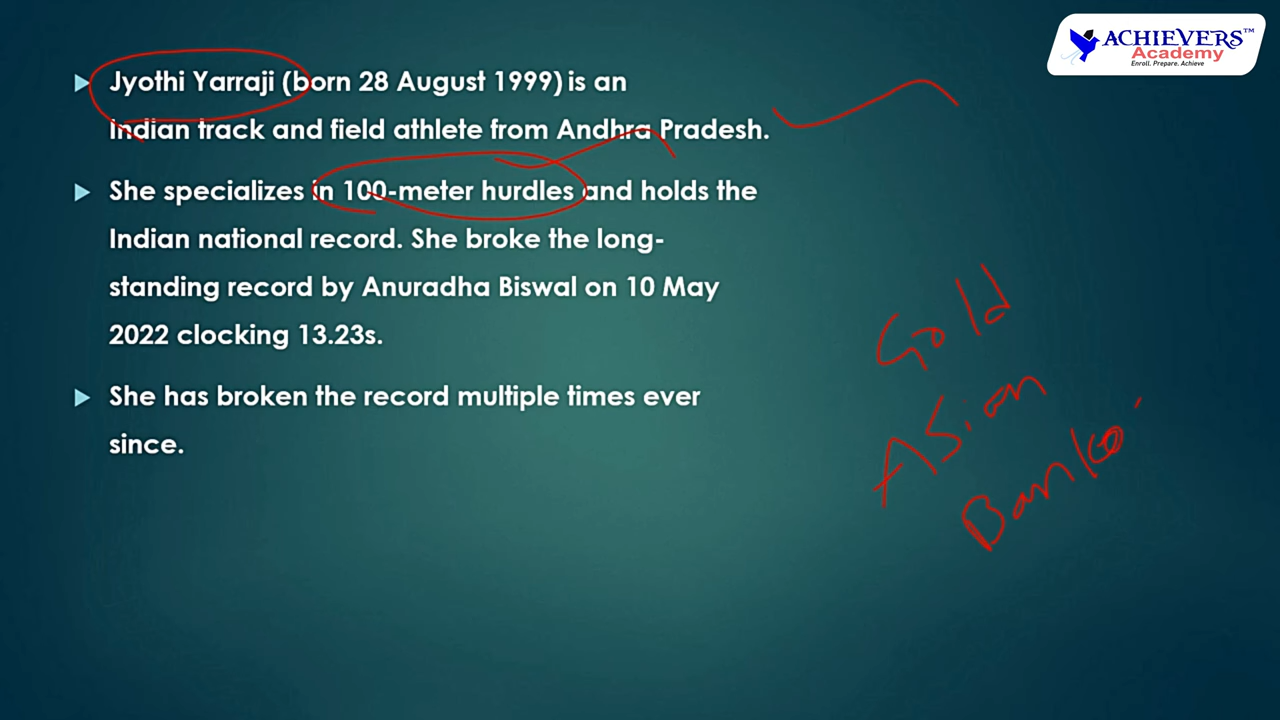 ACHIEVERS™
Academy
Enroll. Prepare. Achieve
Jyothi Yarraji (born 28 August 1999) is an
Indian track and field athlete from Andhra Pradesh.
She specializes in 100-meter hurdles and holds the
Indian national record. She broke the long-
standing record by Anuradha Biswal on 10 May
2022 clocking 13.23s.
She has broken the record multiple times ever
since.
Gold
Asian